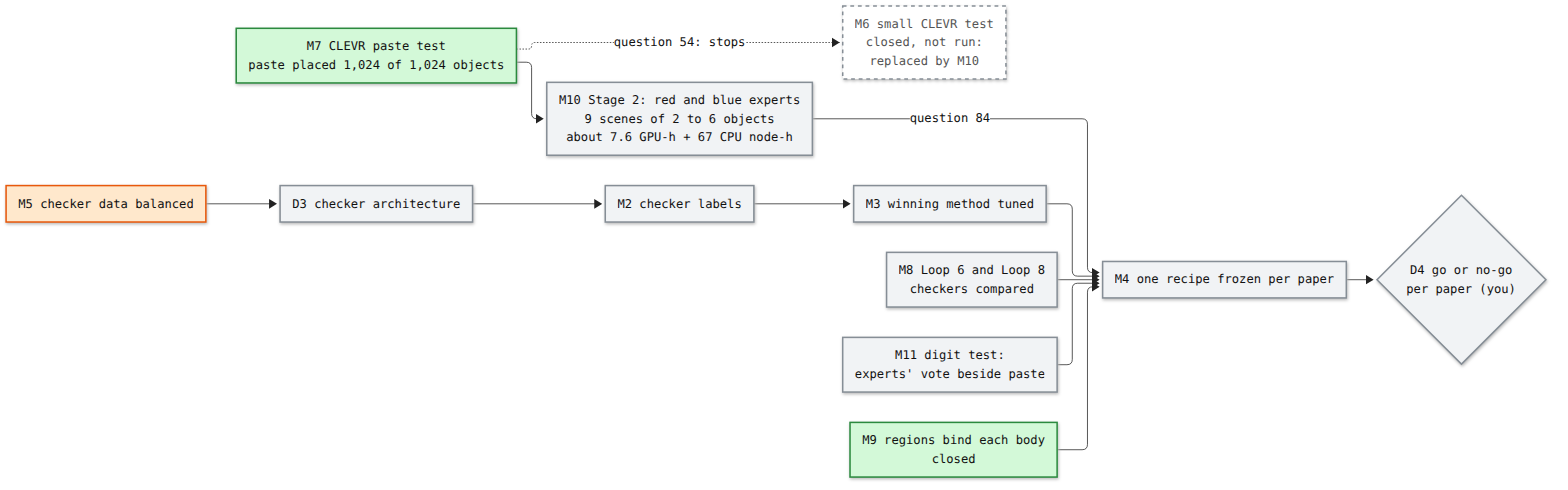 M7 CLEVR paste test
paste placed 1,024 of 1,024 objects
question 54: stops
M6 small CLEVR test
closed, not run:
replaced by M10
M10 Stage 2: red and blue experts
9 scenes of 2 to 6 objects
about 7.6 GPU-h + 67 CPU node-h
question 84
M5 checker data balanced
D3 checker architecture
M2 checker labels
M3 winning method tuned
M8 Loop 6 and Loop 8
checkers compared
M4 one recipe frozen per paper
D4 go or no-go
per paper (you)
M11 digit test:
experts' vote beside paste
M9 regions bind each body
closed